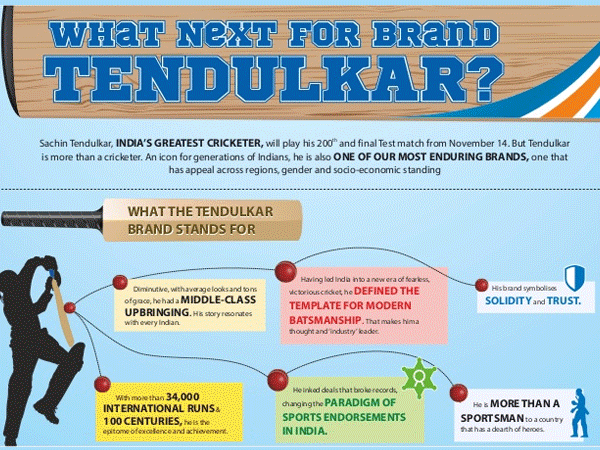 WHaT NeXT FOR BRaND
TENDULKAR?
Sachin Tendulkar, INDIA'S GREATEST CRICKETER, will play his 200th and final Test match from November 14. But Tendulkar
is more than a cricketer. An icon for generations of Indians, he is also ONE OF OUR MOST ENDURING BRANDS, one that
has appeal across regions, gender and socio-economic standing
WHAT THE TENDULKAR
BRAND STANDS FOR
Diminutive, with average looks and tons
of grace, he had a MIDDLE-CLASS
UPBRINGING. His story resonates
with every Indian.
Having led India into a new era of fearless,
victorious cricket, he DEFINED THE
TEMPLATE FOR MODERN
BATSMANSHIP. That makes him a
thought and 'industry' leader.
His brand symbolises
SOLIDITY and TRUST.
With more than 34,000
INTERNATIONAL RUNS &
100 CENTURIES, he is the
epitome of excellence and achievement.
He inked deals that broke records,
changing the PARADIGM OF
SPORTS ENDORSEMENTS
IN INDIA.
He is MORE THAN A
SPORTSMAN to a country
that has a dearth of heroes.